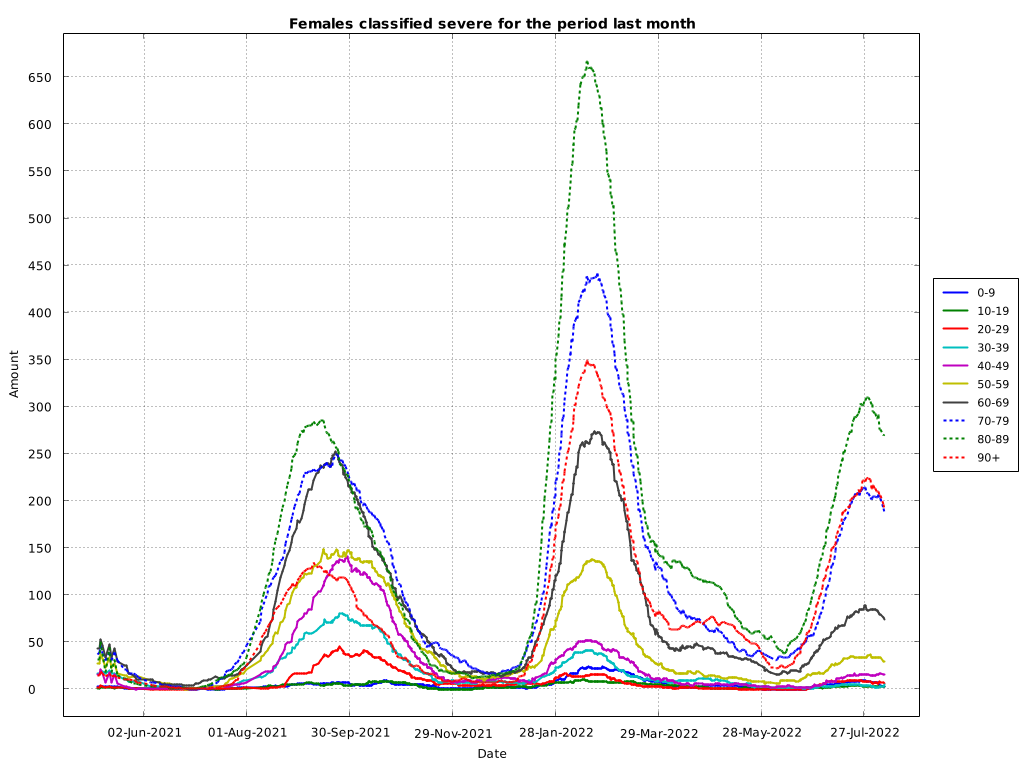 Females classified severe for the period last month
Amount
650
600
550
500
450
400
350
300
250
200
150
100
50
0
02-Jun-2021
01-Aug-2021
30-Sep-2021
29-Nov-2021
28-Jan-2022
29-Mar-2022
28-May-2022
27-Jul-2022
Date
0-9
10-19
20-29
30-39
40-49
50-59
60-69
70-79
80-89
90+